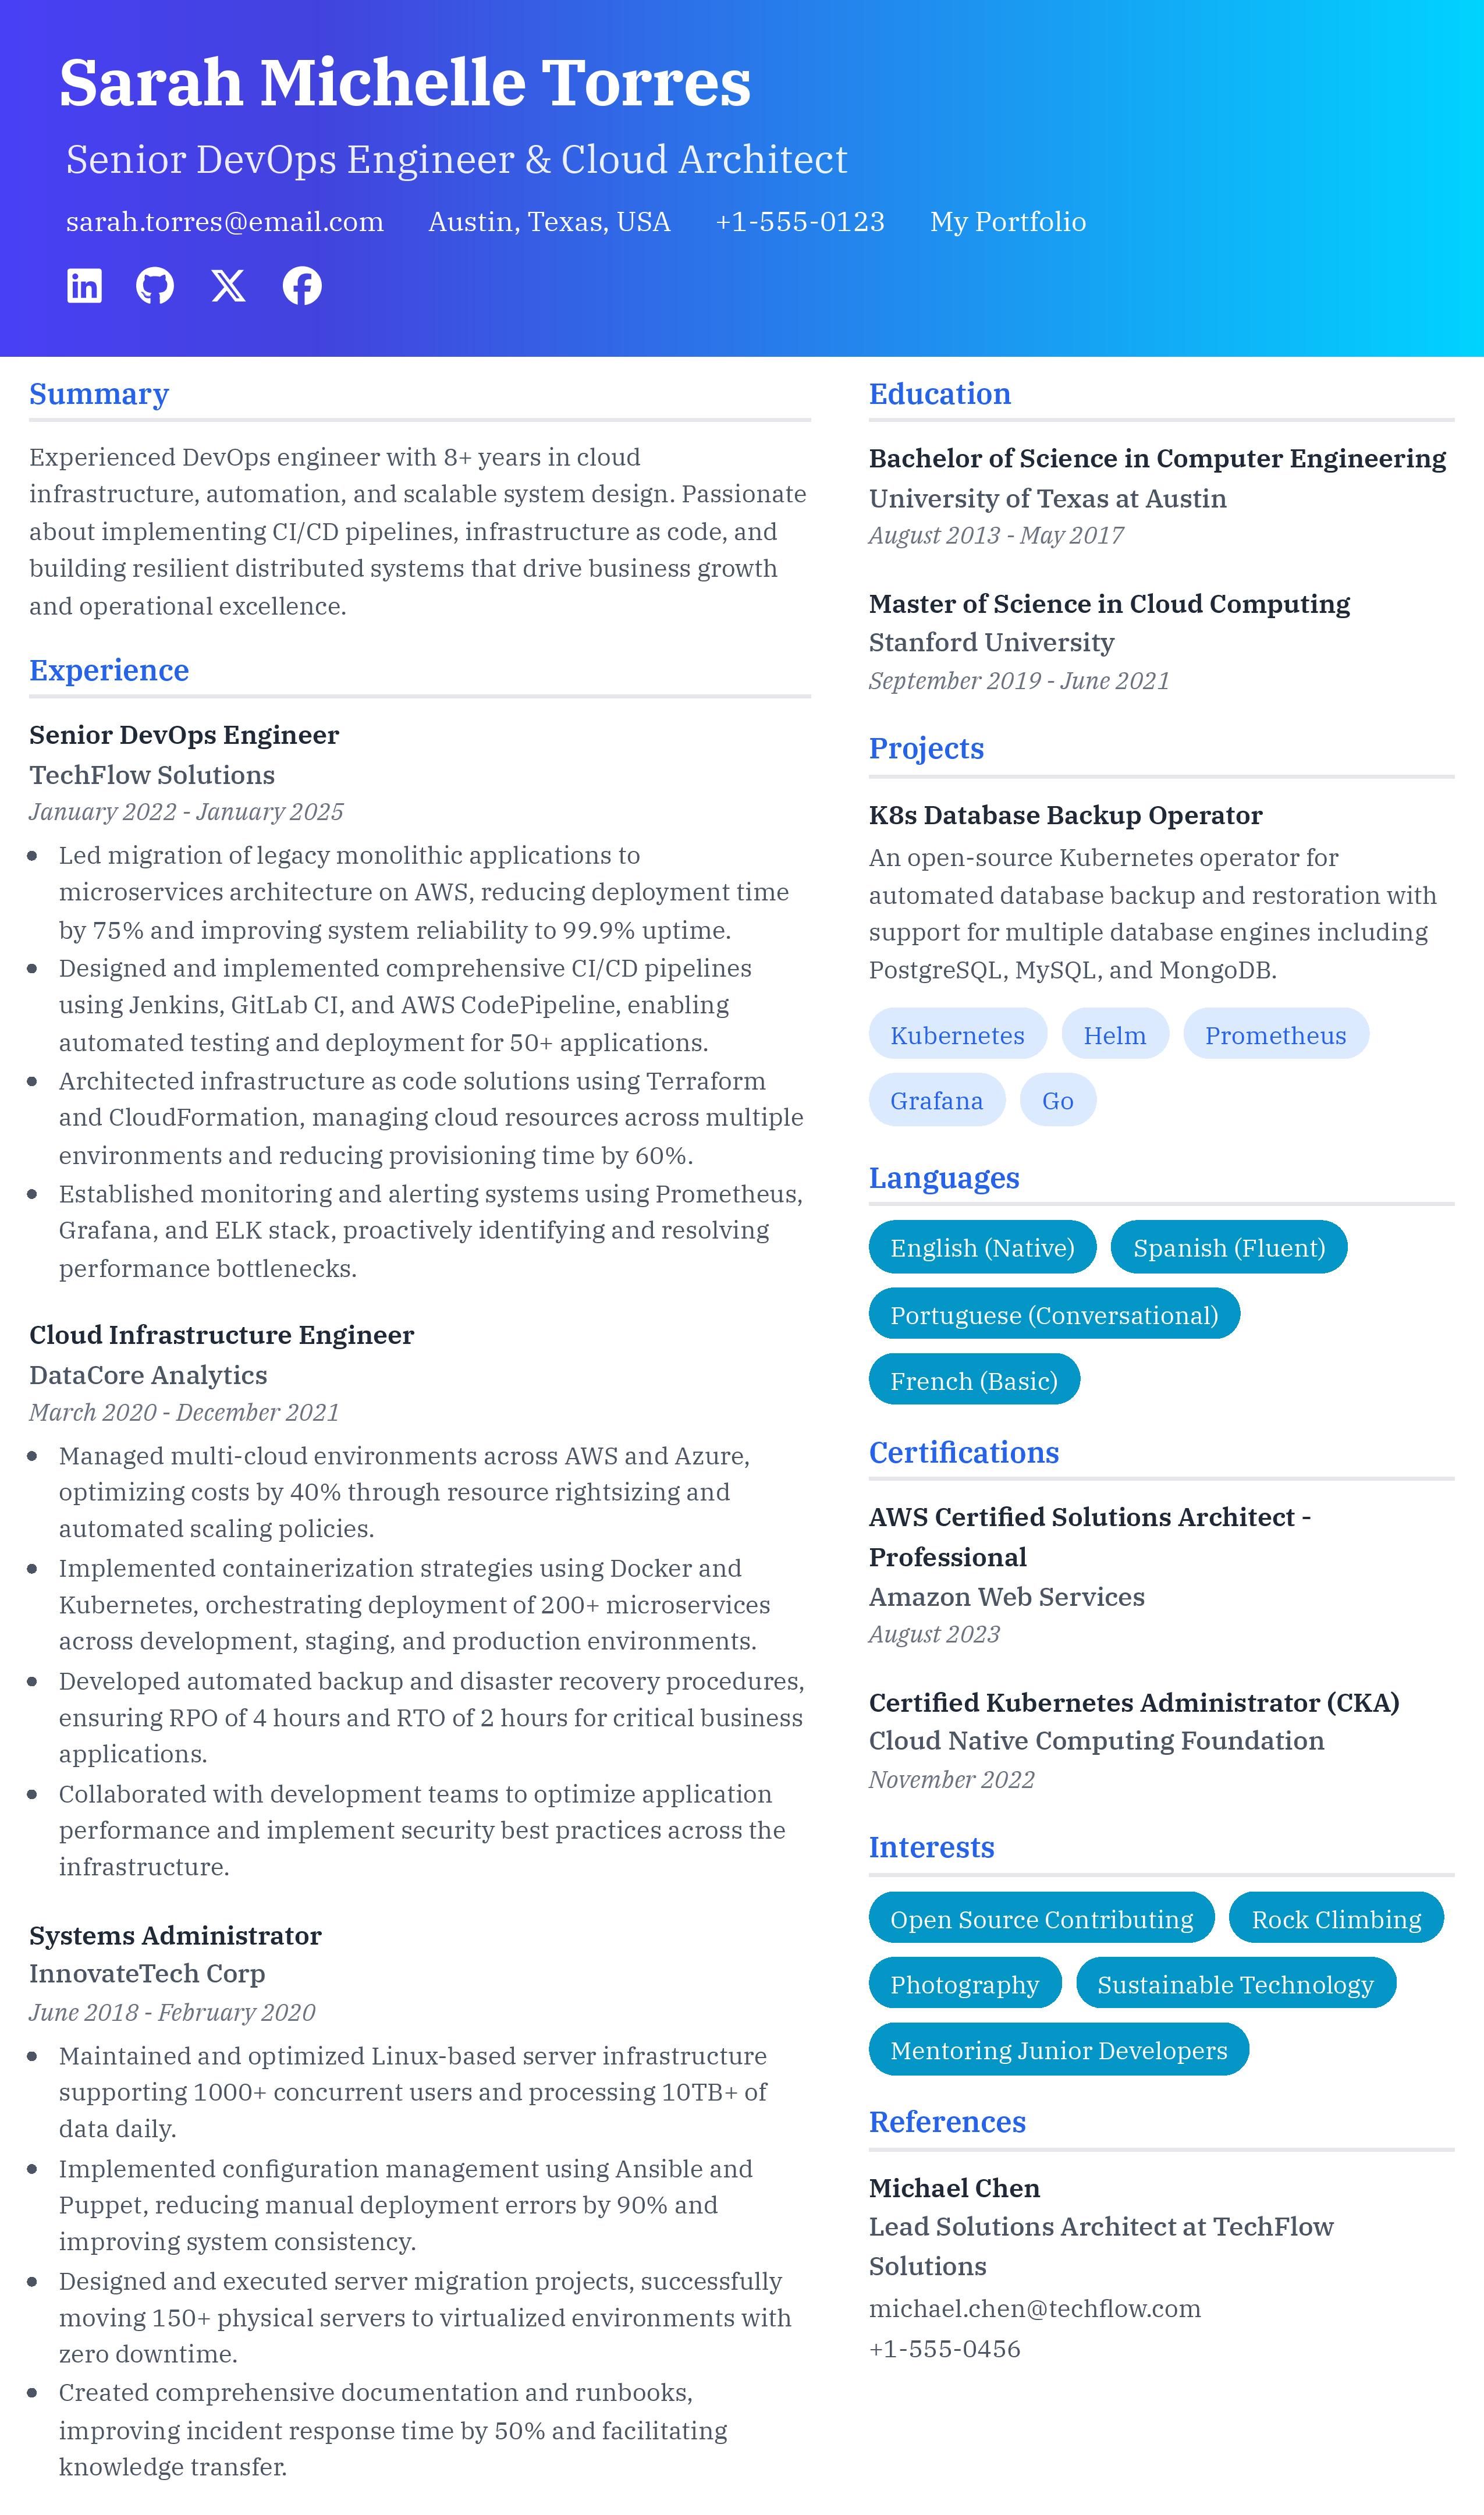 Sarah Michelle Torres
Senior DevOps Engineer & Cloud Architect
sarah.torres@email.com Austin, Texas, USA +1-555-0123 My Portfolio
Summary
Experienced DevOps engineer with 8+ years in cloud
infrastructure, automation, and scalable system design. Passionate
about implementing CI/CD pipelines, infrastructure as code, and
building resilient distributed systems that drive business growth
and operational excellence.
Experience
Senior DevOps Engineer
TechFlow Solutions
January 2022 - January 2025
• Led migration of legacy monolithic applications to
microservices architecture on AWS, reducing deployment time
by 75% and improving system reliability to 99.9% uptime.
• Designed and implemented comprehensive CI/CD pipelines
using Jenkins, GitLab CI, and AWS CodePipeline, enabling
automated testing and deployment for 50+ applications.
• Architected infrastructure as code solutions using Terraform
and CloudFormation, managing cloud resources across multiple
environments and reducing provisioning time by 60%.
• Established monitoring and alerting systems using Prometheus,
Grafana, and ELK stack, proactively identifying and resolving
performance bottlenecks.
Cloud Infrastructure Engineer
DataCore Analytics
March 2020 - December 2021
• Managed multi-cloud environments across AWS and Azure,
optimizing costs by 40% through resource rightsizing and
automated scaling policies.
• Implemented containerization strategies using Docker and
Kubernetes, orchestrating deployment of 200+ microservices
across development, staging, and production environments.
• Developed automated backup and disaster recovery procedures,
ensuring RPO of 4 hours and RTO of 2 hours for critical business
applications.
• Collaborated with development teams to optimize application
performance and implement security best practices across the
infrastructure.
Systems Administrator
InnovateTech Corp
June 2018 - February 2020
• Maintained and optimized Linux-based server infrastructure
supporting 1000+ concurrent users and processing 10TB+ of
data daily.
• Implemented configuration management using Ansible and
Puppet, reducing manual deployment errors by 90% and
improving system consistency.
• Designed and executed server migration projects, successfully
moving 150+ physical servers to virtualized environments with
zero downtime.
• Created comprehensive documentation and runbooks,
improving incident response time by 50% and facilitating
knowledge transfer.
Education
Bachelor of Science in Computer Engineering
University of Texas at Austin
August 2013 - May 2017
Master of Science in Cloud Computing
Stanford University
September 2019 - June 2021
Projects
K8s Database Backup Operator
An open-source Kubernetes operator for
automated database backup and restoration with
support for multiple database engines including
PostgreSQL, MySQL, and MongoDB.
Kubernetes Helm Prometheus
Grafana Go
Languages
English (Native) Spanish (Fluent)
Portuguese (Conversational)
French (Basic)
Certifications
AWS Certified Solutions Architect -
Professional
Amazon Web Services
August 2023
Certified Kubernetes Administrator (CKA)
Cloud Native Computing Foundation
November 2022
Interests
Open Source Contributing Rock Climbing
Photography Sustainable Technology
Mentoring Junior Developers
References
Michael Chen
Lead Solutions Architect at TechFlow
Solutions
michael.chen@techflow.com
+1-555-0456